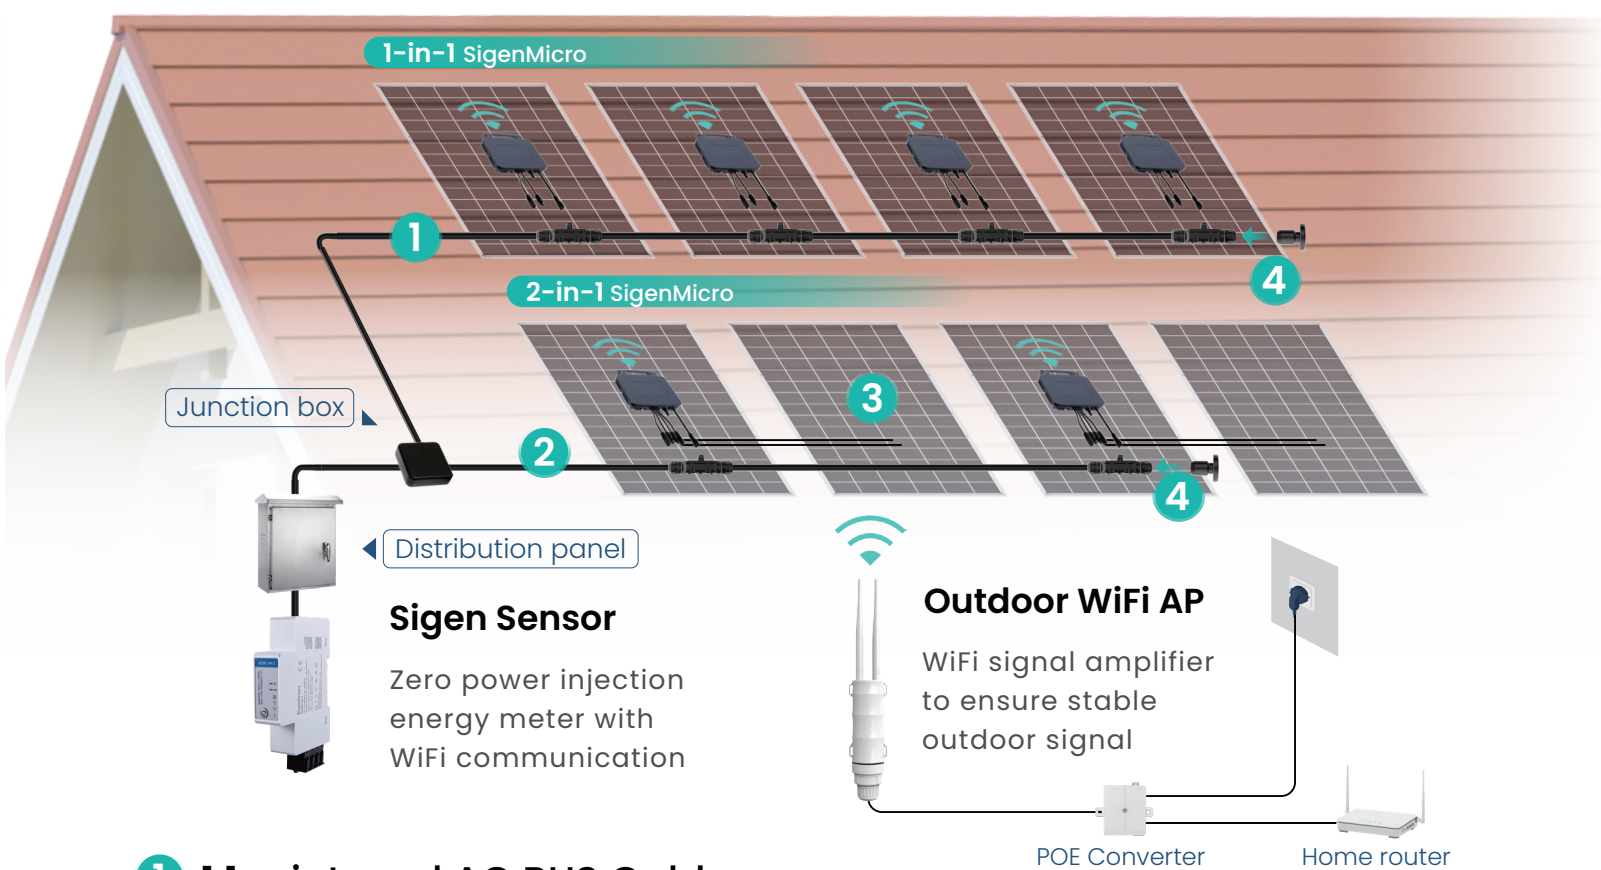 1-in-1 SigenMicro
1
4
2-in-1 SigenMicro
3
Junction box
2
4
Distribution panel
Sigen Sensor
Zero power injection
energy meter with
WiFi communication
Outdoor WiFi AP
WiFi signal amplifier
to ensure stable
outdoor signal
POE Converter
Home router
1